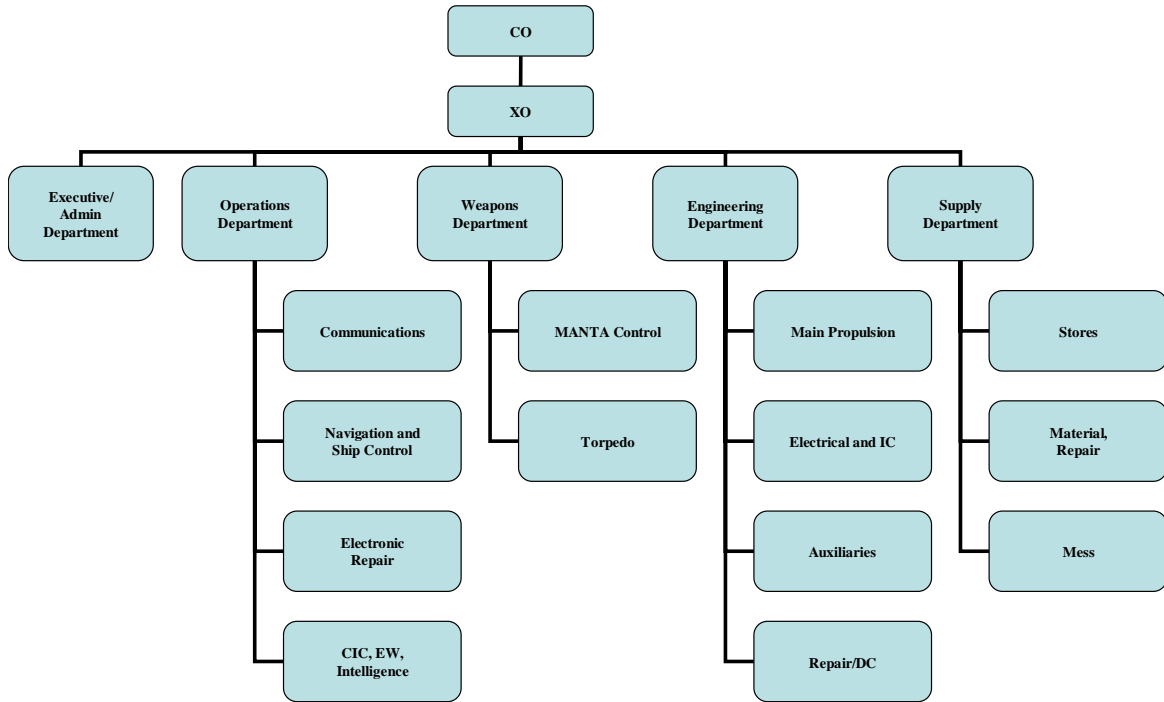 CO
XO
Executive/
Admin
Department
Operations
Department
Weapons
Department
Engineering
Department
Supply
Department
Communications
MANTA Control
Main Propulsion
Stores
Navigation and
Ship Control
Torpedo
Electrical and IC
Material,
Repair
Electronic
Repair
Auxiliaries
Mess
CIC, EW,
Intelligence
Repair/DC